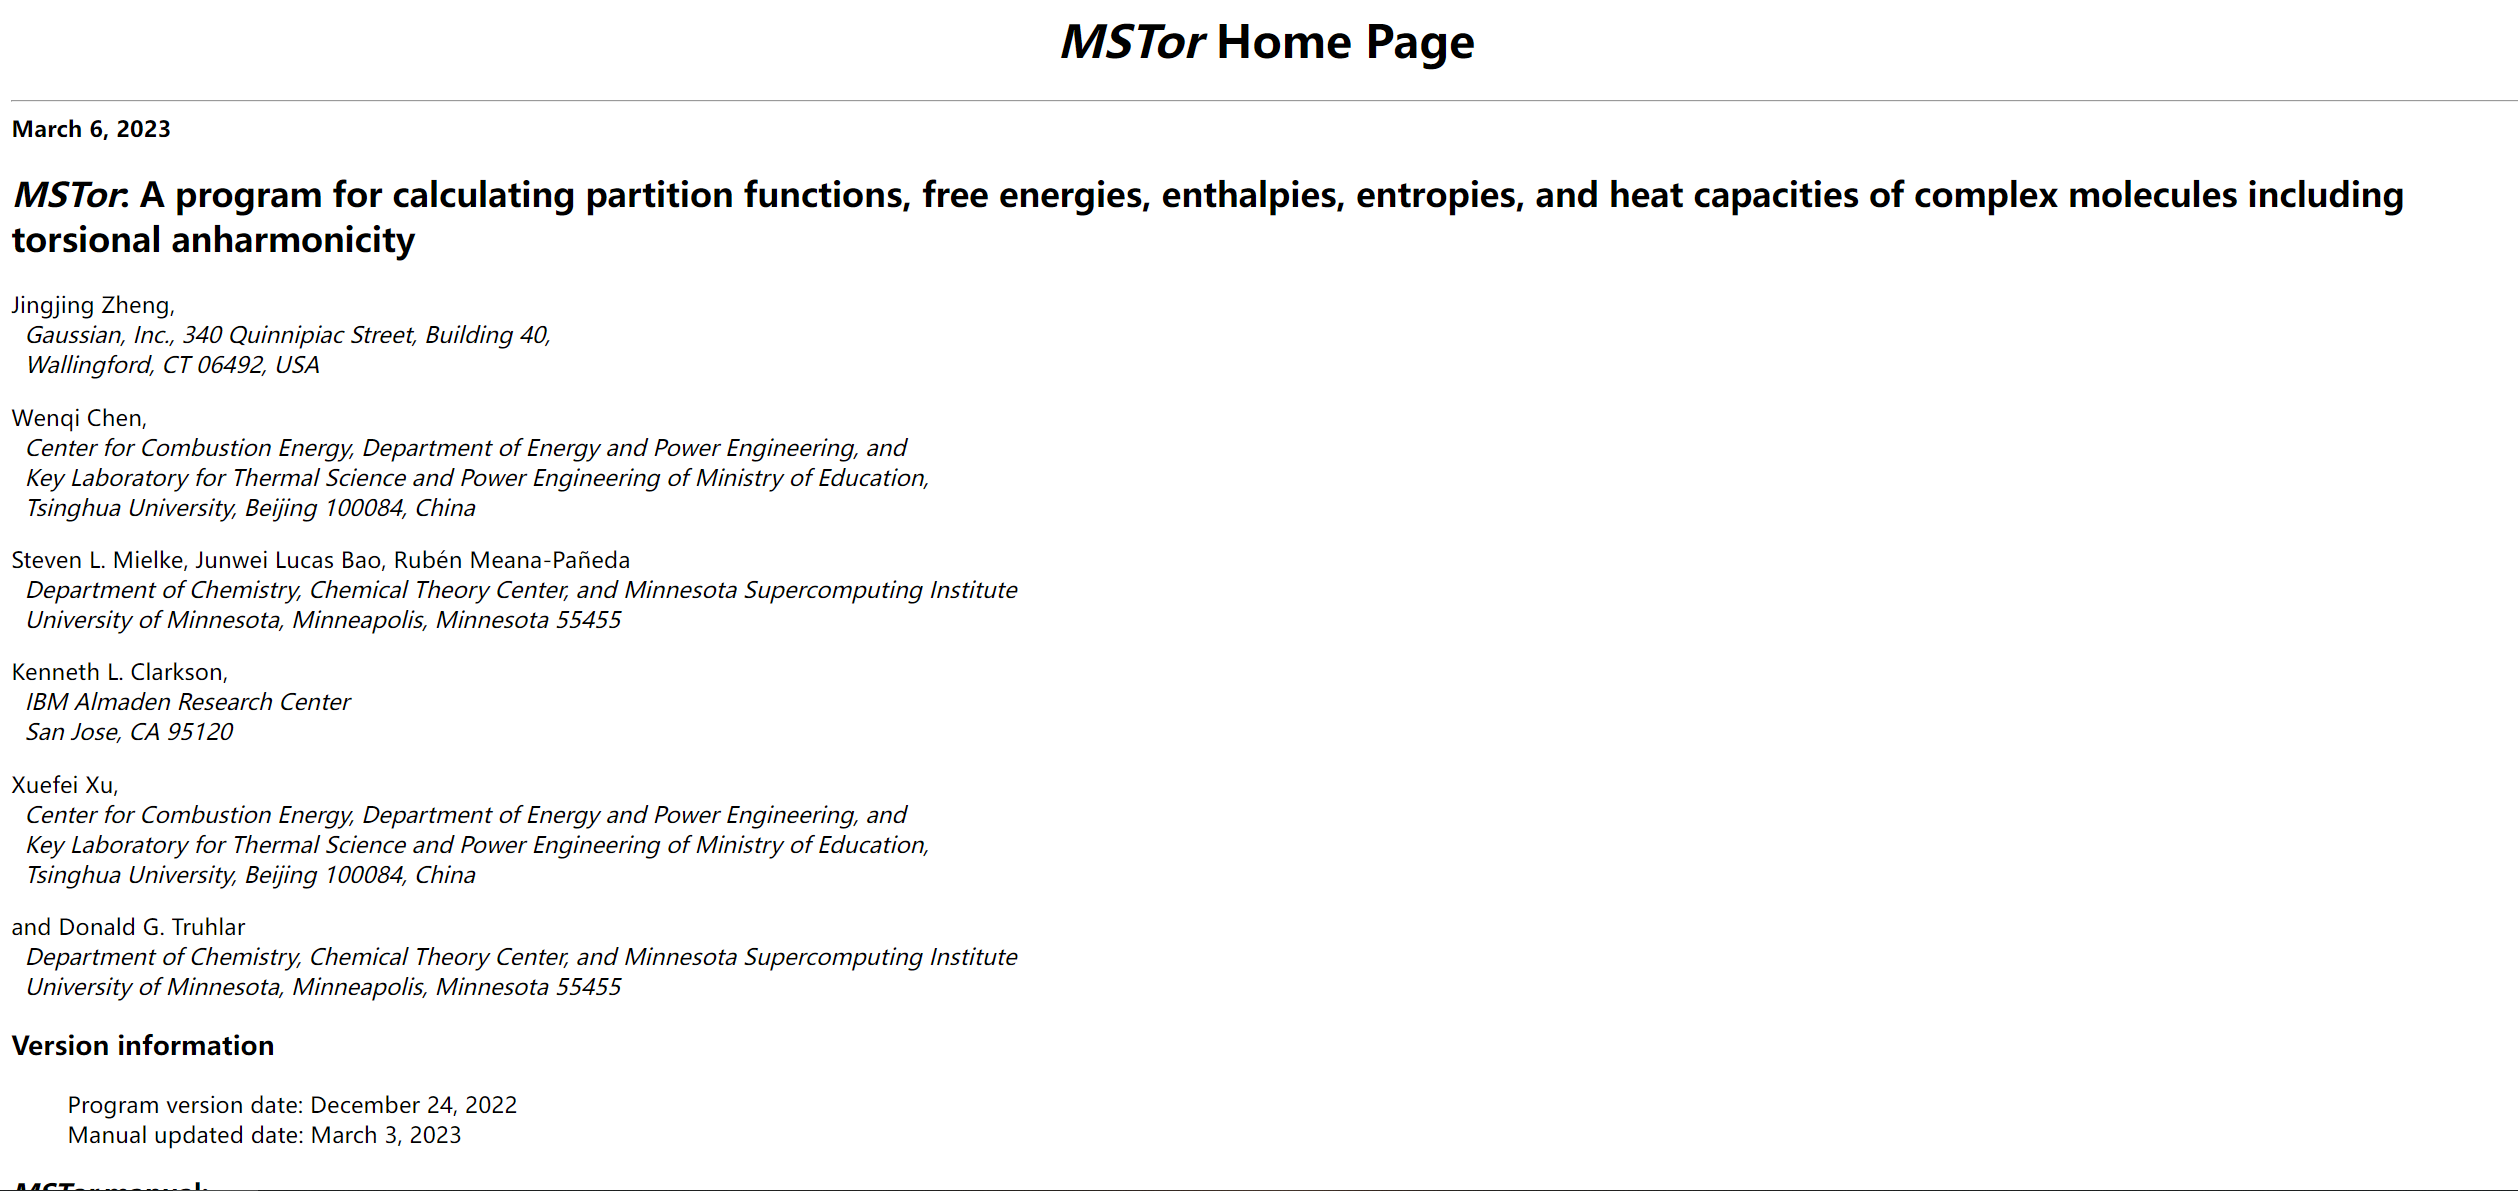 MSTor Home Page
March 6, 2023
MSTor: A program for calculating partition functions, free energies, enthalpies, entropies, and heat capacities of complex molecules including
torsional anharmonicity
Jingjing Zheng,
Gaussian, Inc., 340 Quinnipiac Street, Building 40,
Wallingford, CT 06492, USA
Wenqi Chen,
Center for Combustion Energy, Department of Energy and Power Engineering, and
Key Laboratory for Thermal Science and Power Engineering of Ministry of Education,
Tsinghua University, Beijing 100084, China
Steven L. Mielke, Junwei Lucas Bao, Rubén Meana-Pañeda
Department of Chemistry, Chemical Theory Center, and Minnesota Supercomputing Institute
University of Minnesota, Minneapolis, Minnesota 55455
Kenneth L. Clarkson,
IBM Almaden Research Center
San Jose, CA 95120
Xuefei Xu,
Center for Combustion Energy, Department of Energy and Power Engineering, and
Key Laboratory for Thermal Science and Power Engineering of Ministry of Education,
Tsinghua University, Beijing 100084, China
and Donald G. Truhlar
Department of Chemistry, Chemical Theory Center, and Minnesota Supercomputing Institute
University of Minnesota, Minneapolis, Minnesota 55455
Version information
Program version date: December 24, 2022
Manual updated date: March 3, 2023
MSTor manual: